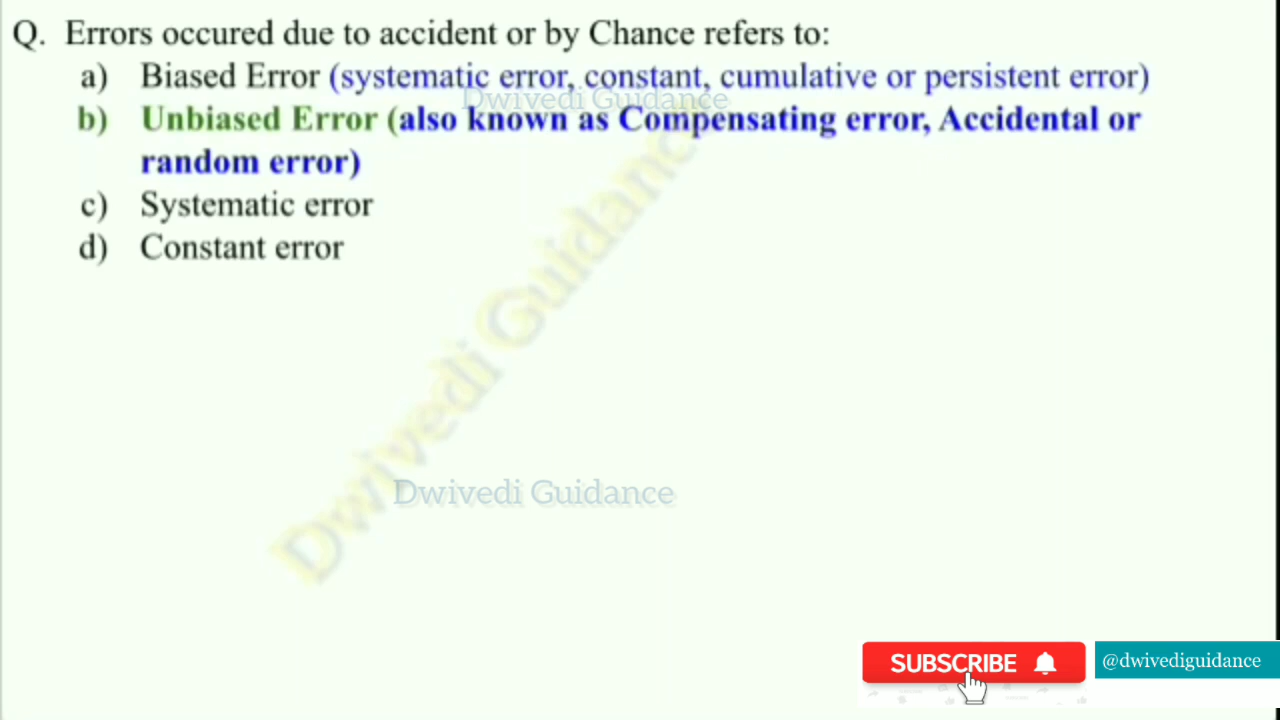 Q. Errors occured due to accident or by Chance refers to:
a) Biased Error (systematic error, constant, cumulative or persistent error)
Dwivedi Guidance
b) Unbiased Error (also known as Compensating error, Accidental or
random error)
c) Systematic error
d) Constant error
Dwivedi Guidance
Dwivedi Guidance
SUBSCRIBE
@dwivediguidance